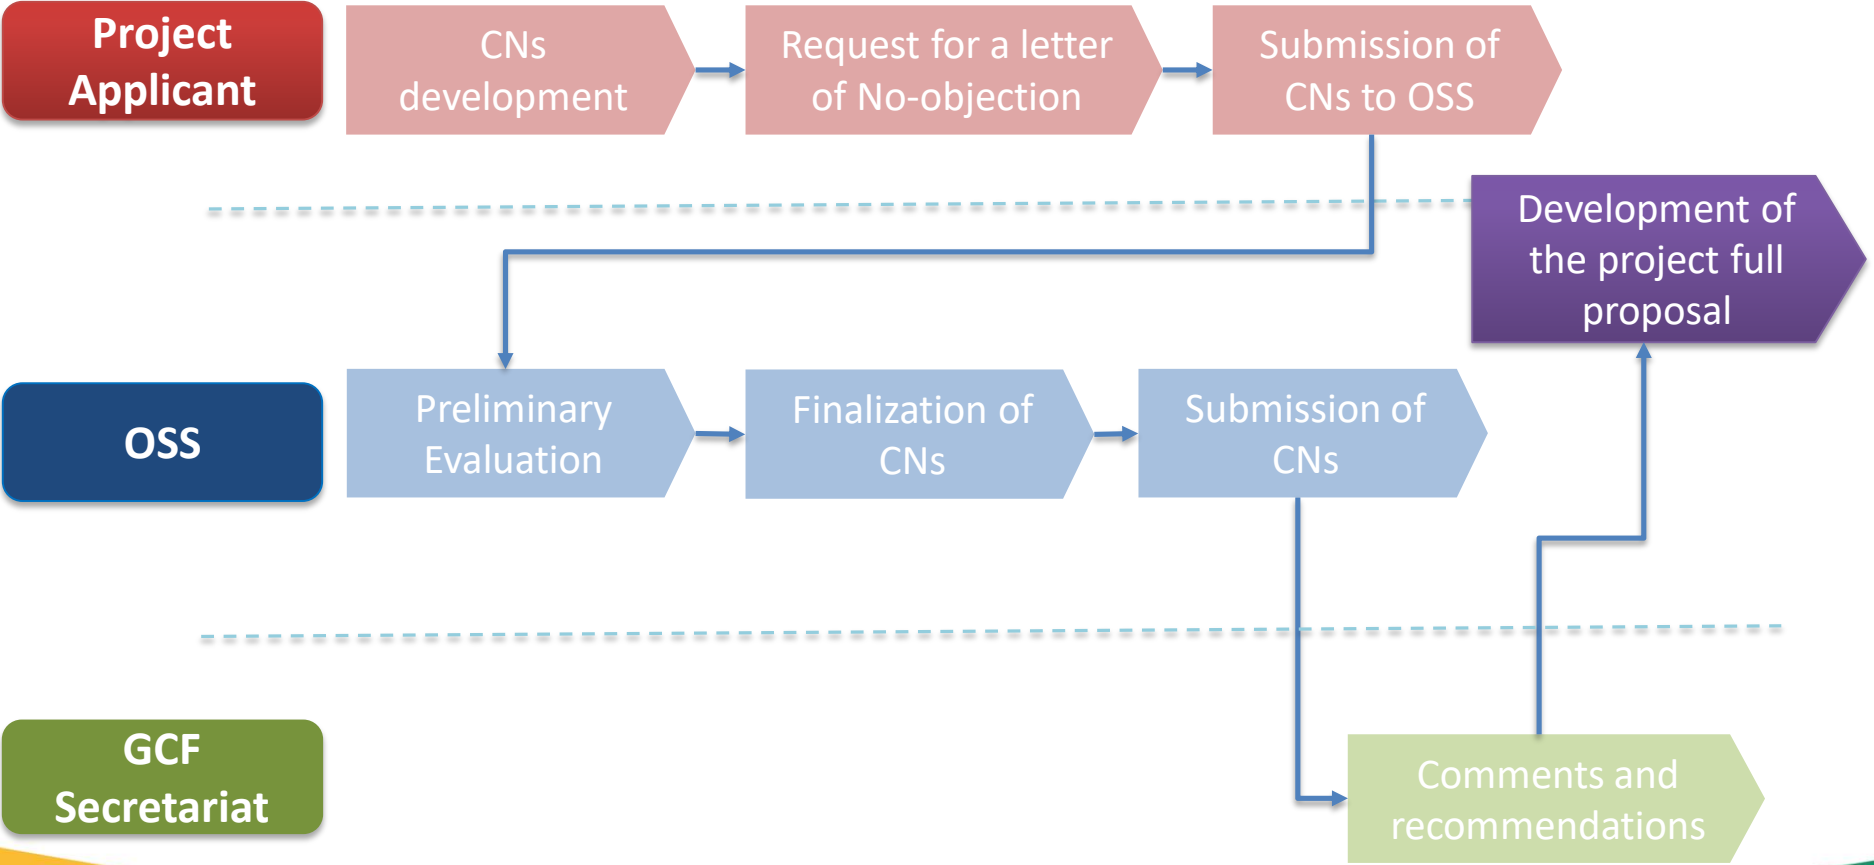 Project
Applicant
CNs
development
Request for a letter
of No-objection
Submission of
CNs to OSS
Development of
the project full
proposal
OSS
Preliminary
Evaluation
Finalization of
CNs
Submission of
CNs
GCF
Secretariat
Comments and
recommendations